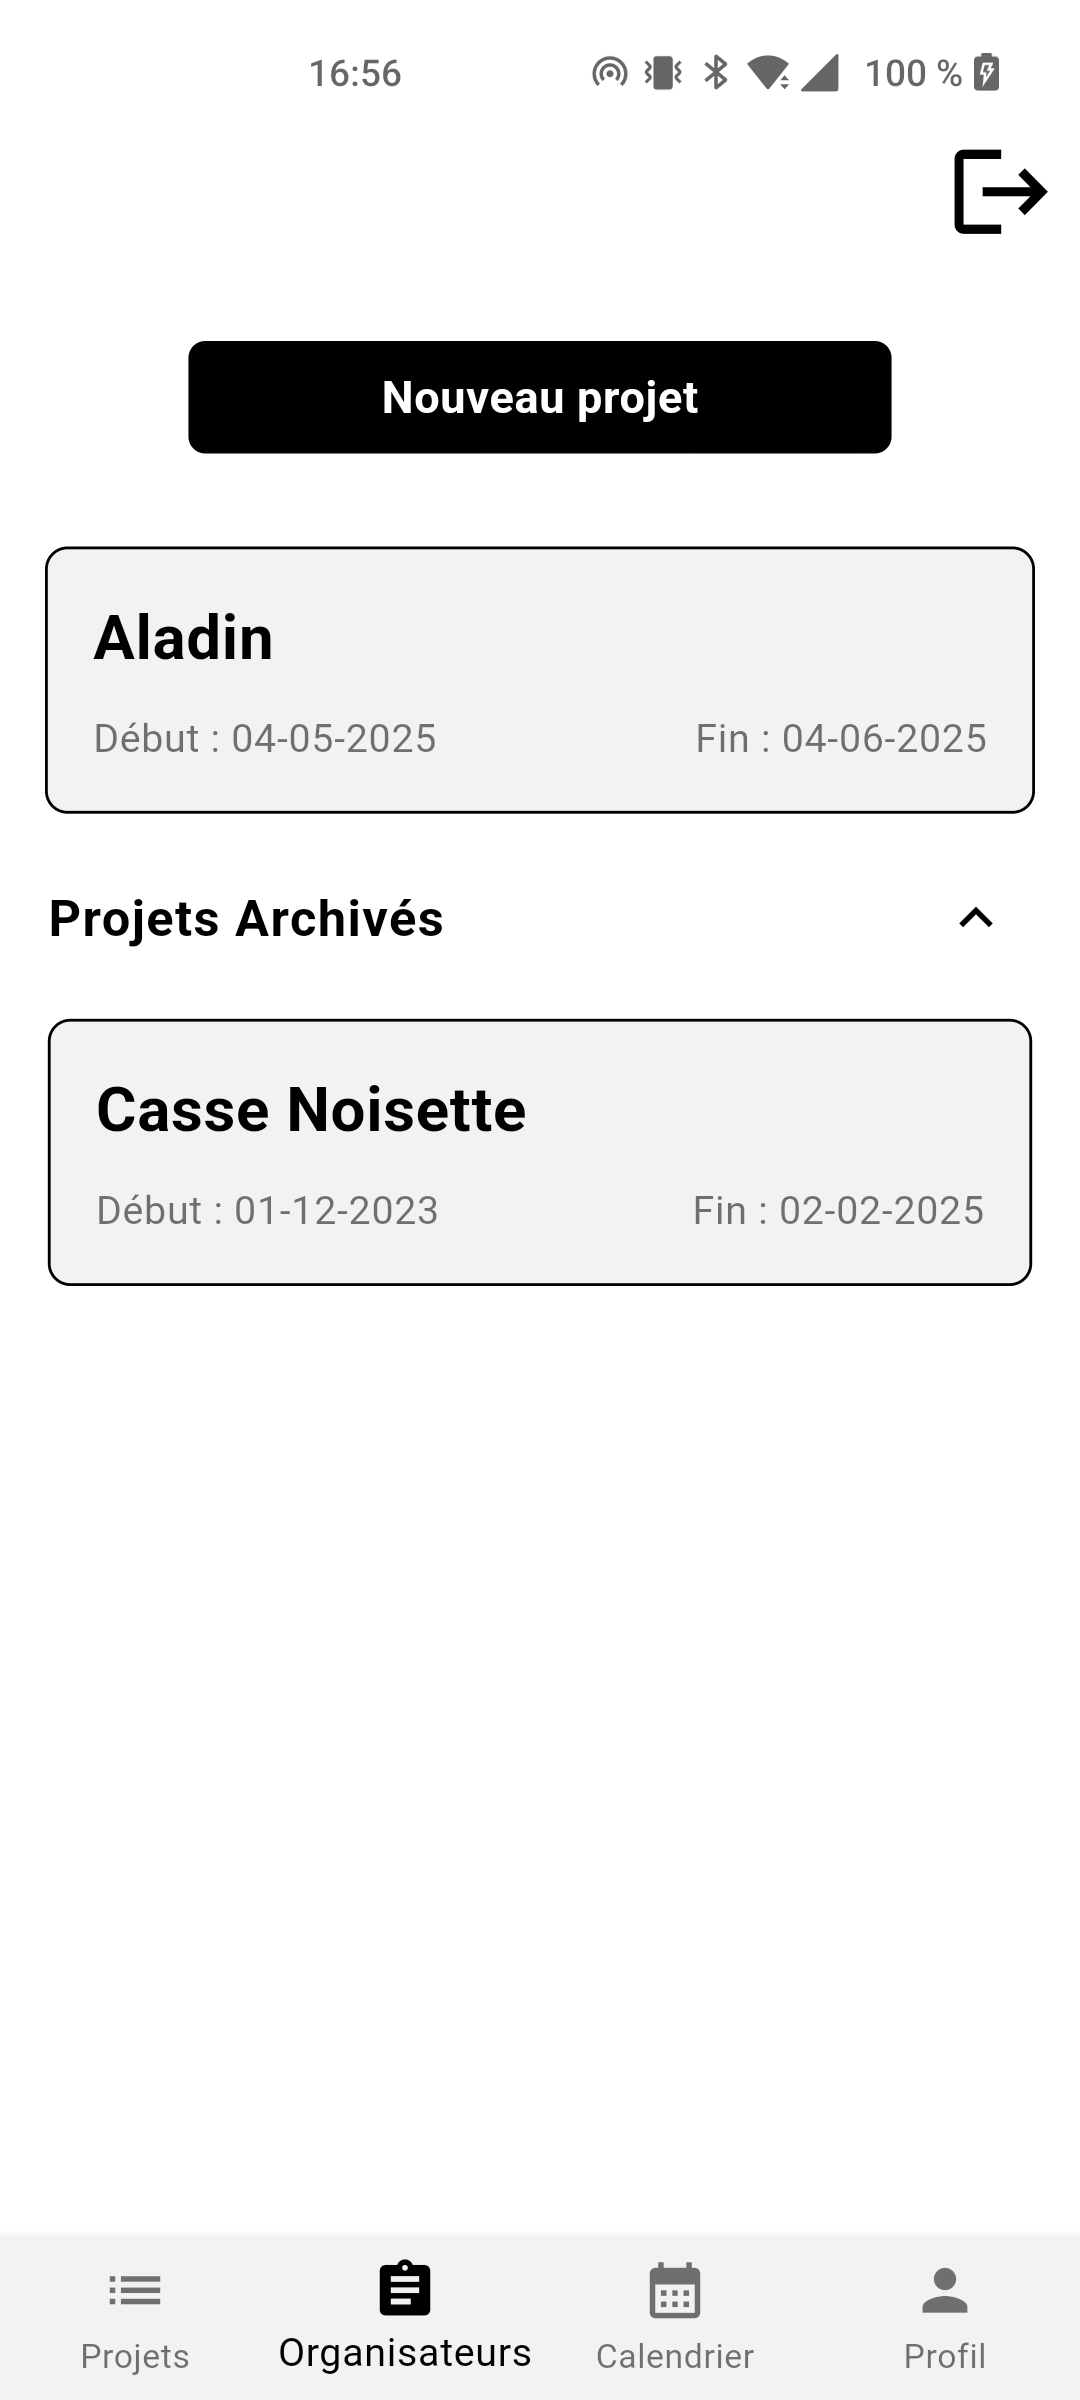 16:56 100 %
Nouveau projet
Aladin
Début : 04-05-2025 Fin : 04-06-2025
Projets Archivés
Casse Noisette
Début : 01-12-2023 Fin : 02-02-2025
Projets Organisateurs Calendrier Profil